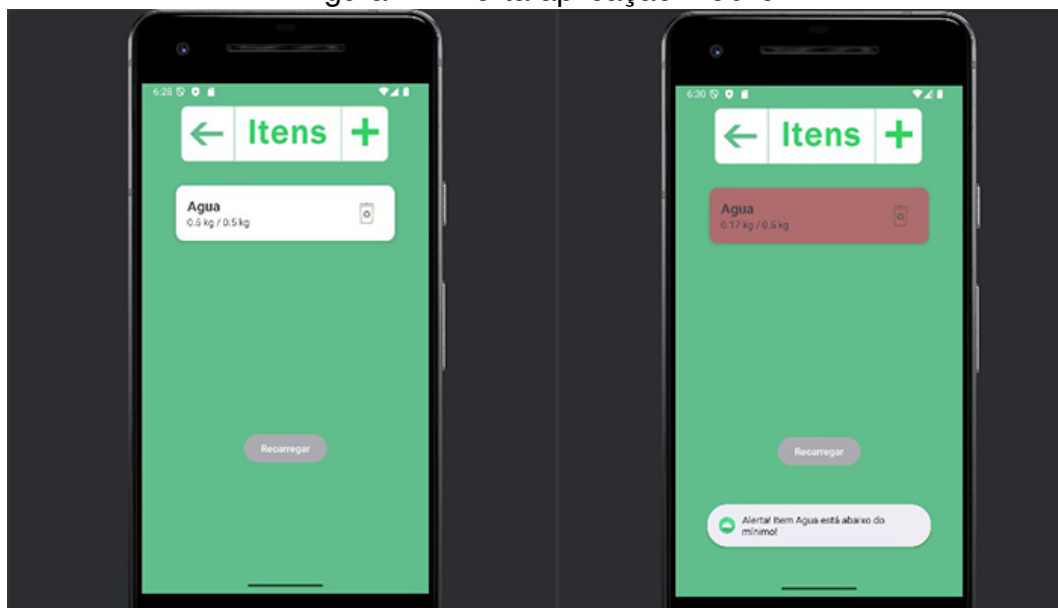 6:28
Itens
Agua
0.5 kg / 0.5 kg
Recarregar
6:30
Itens
Agua
0.17 kg / 0.5 kg
Recarregar
Alerta! Item Agua está abaixo do
mínimo!